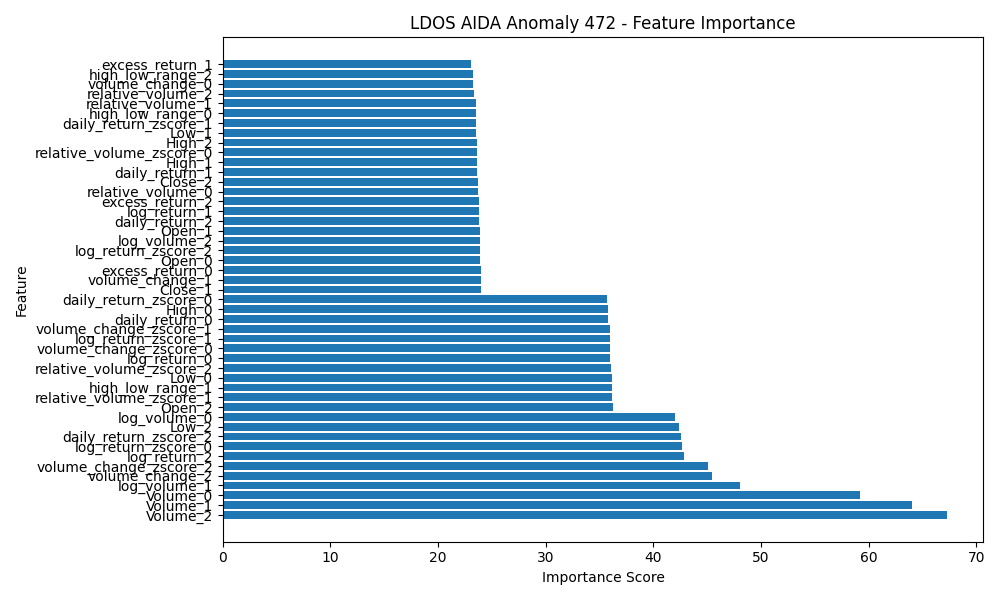 LDOS AIDA Anomaly 472 - Feature Importance
excess_return_1
high_low_range_2
volume_change_0
relative_volume_2
relative_volume_1
high_low_range_0
daily_return_zscore_1
Low_1
High_2
relative_volume_zscore_0
High_1
daily_return_1
Close_2
relative_volume_0
excess_return_2
log_return_1
daily_return_2
Open_1
log_volume_2
log_return_zscore_2
Open_0
excess_return_0
volume_change_1
Close_1
daily_return_zscore_0
High_0
daily_return_0
volume_change_zscore_1
log_return_zscore_1
volume_change_zscore_0
log_return_0
relative_volume_zscore_2
Low_0
high_low_range_1
relative_volume_zscore_1
Open_2
log_volume_0
Low_2
daily_return_zscore_2
log_return_zscore_0
log_return_2
volume_change_zscore_2
volume_change_2
log_volume_1
Volume_0
Volume_1
Volume_2
Feature
0 10 20 30 40 50 60 70
Importance Score